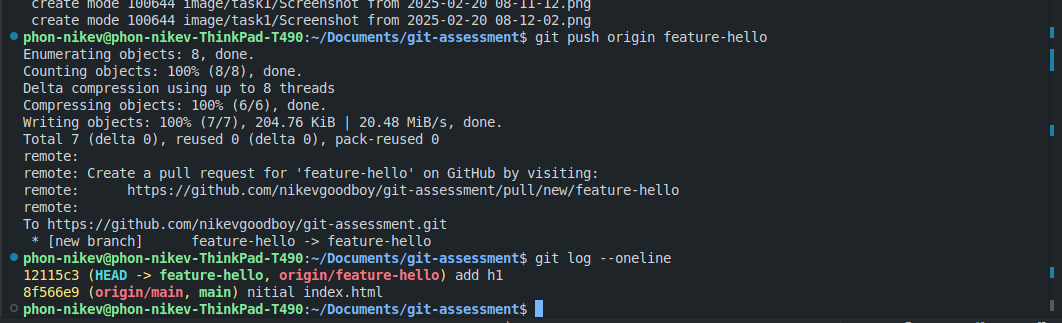 create mode 100644 image/task1/Screenshot from 2025-02-20 08-11-12.png
create mode 100644 image/task1/Screenshot from 2025-02-20 08-12-02.png
phon-nikev@phon-nikev-ThinkPad-T490:~/Documents/git-assessment$ git push origin feature-hello
Enumerating objects: 8, done.
Counting objects: 100% (8/8), done.
Delta compression using up to 8 threads
Compressing objects: 100% (6/6), done.
Writing objects: 100% (7/7), 204.76 KiB | 20.48 MiB/s, done.
Total 7 (delta 0), reused 0 (delta 0), pack-reused 0
remote:
remote: Create a pull request for 'feature-hello' on GitHub by visiting:
remote:      https://github.com/nikevgoodboy/git-assessment/pull/new/feature-hello
remote:
To https://github.com/nikevgoodboy/git-assessment.git
 * [new branch]      feature-hello -> feature-hello
phon-nikev@phon-nikev-ThinkPad-T490:~/Documents/git-assessment$ git log --oneline
12115c3 (HEAD -> feature-hello, origin/feature-hello) add h1
8f566e9 (origin/main, main) nitial index.html
phon-nikev@phon-nikev-ThinkPad-T490:~/Documents/git-assessment$